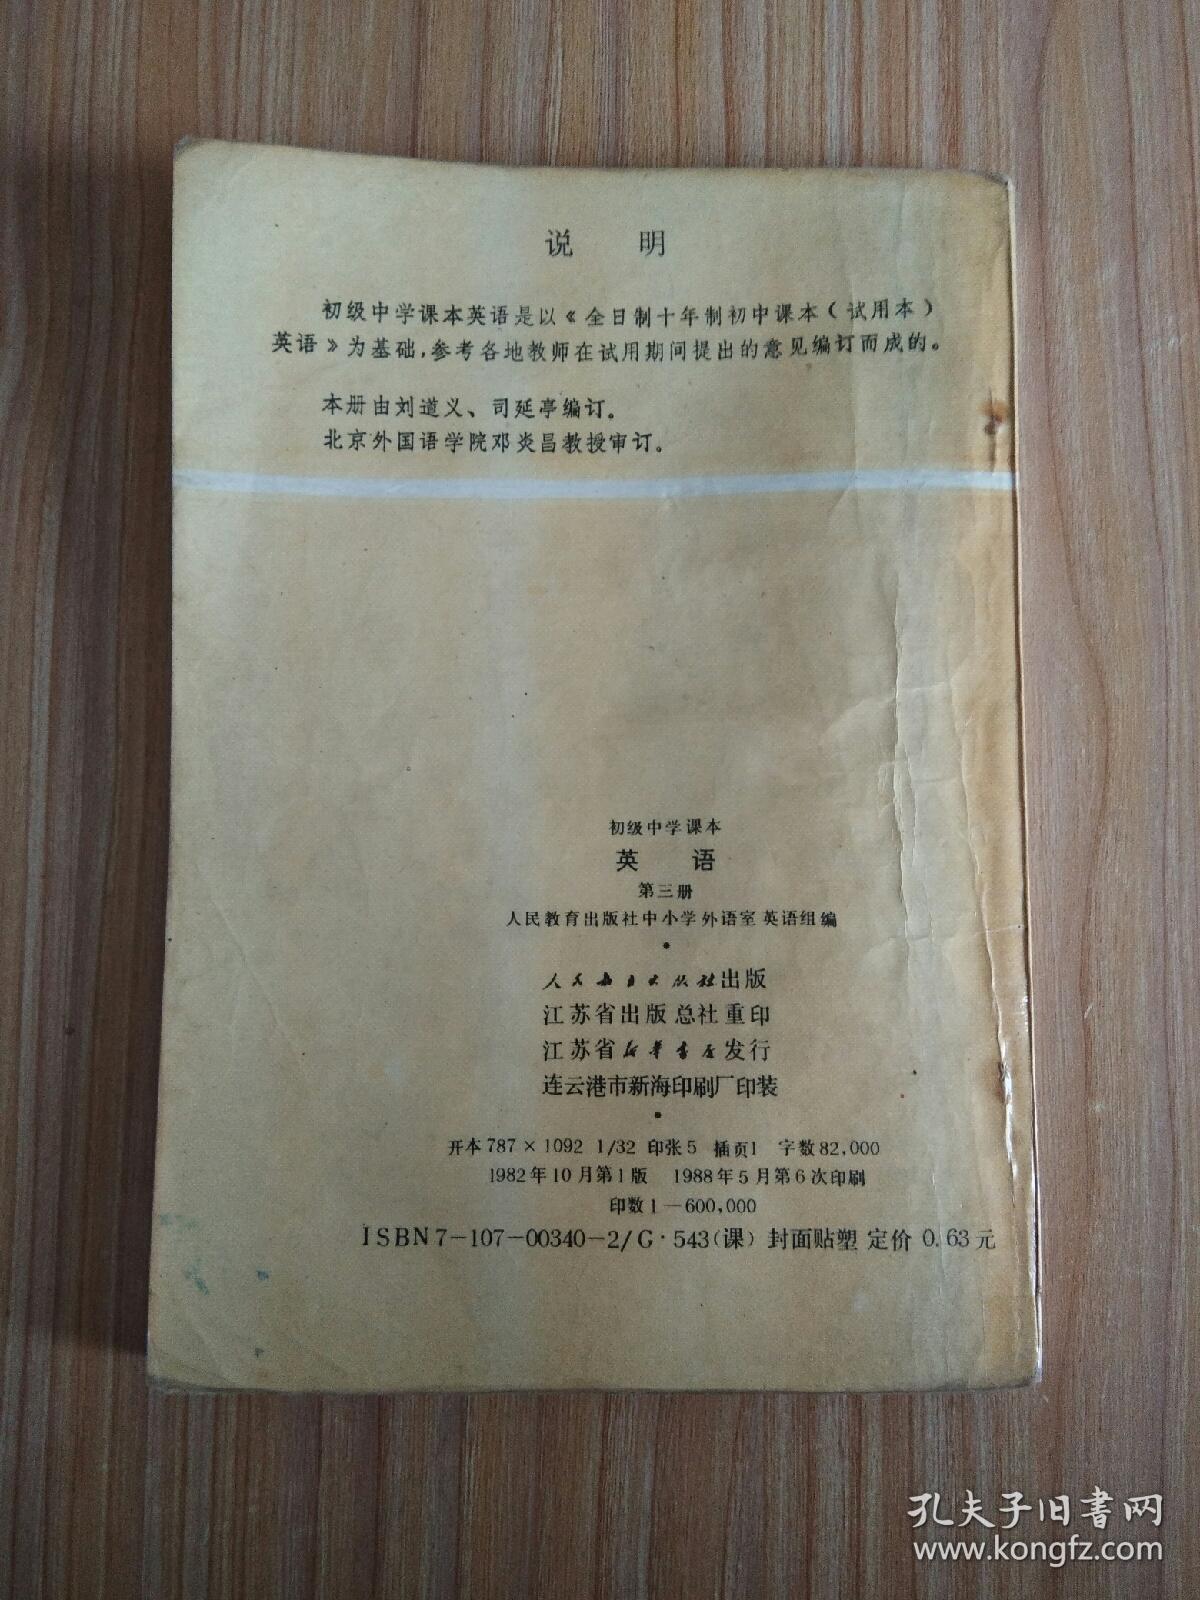 说 明
初级中学课本英语是以《全日制十年制初中课本（试用本）
英语》为基础，参考各地教师在试用期间提出的意见编订而成的。
本册由刘道义、司延亭编订。
北京外国语学院邓炎昌教授审订。
初级中学课本
英 语
第三册
人民教育出版社中小学外语室英语组编
人民教育出版社出版
江苏省出版总社重印
江苏省新华书店发行
连云港市新海印刷厂印装
开本787×1092 1/32 印张5 插页1 字数82,000
1982年10月第1版 1988年5月第6次印刷
印数1—600,000
ISBN7-107-00340-2/G·543(课) 封面贴塑 定价 0.63元
孔夫子旧书网
www.kongfz.com